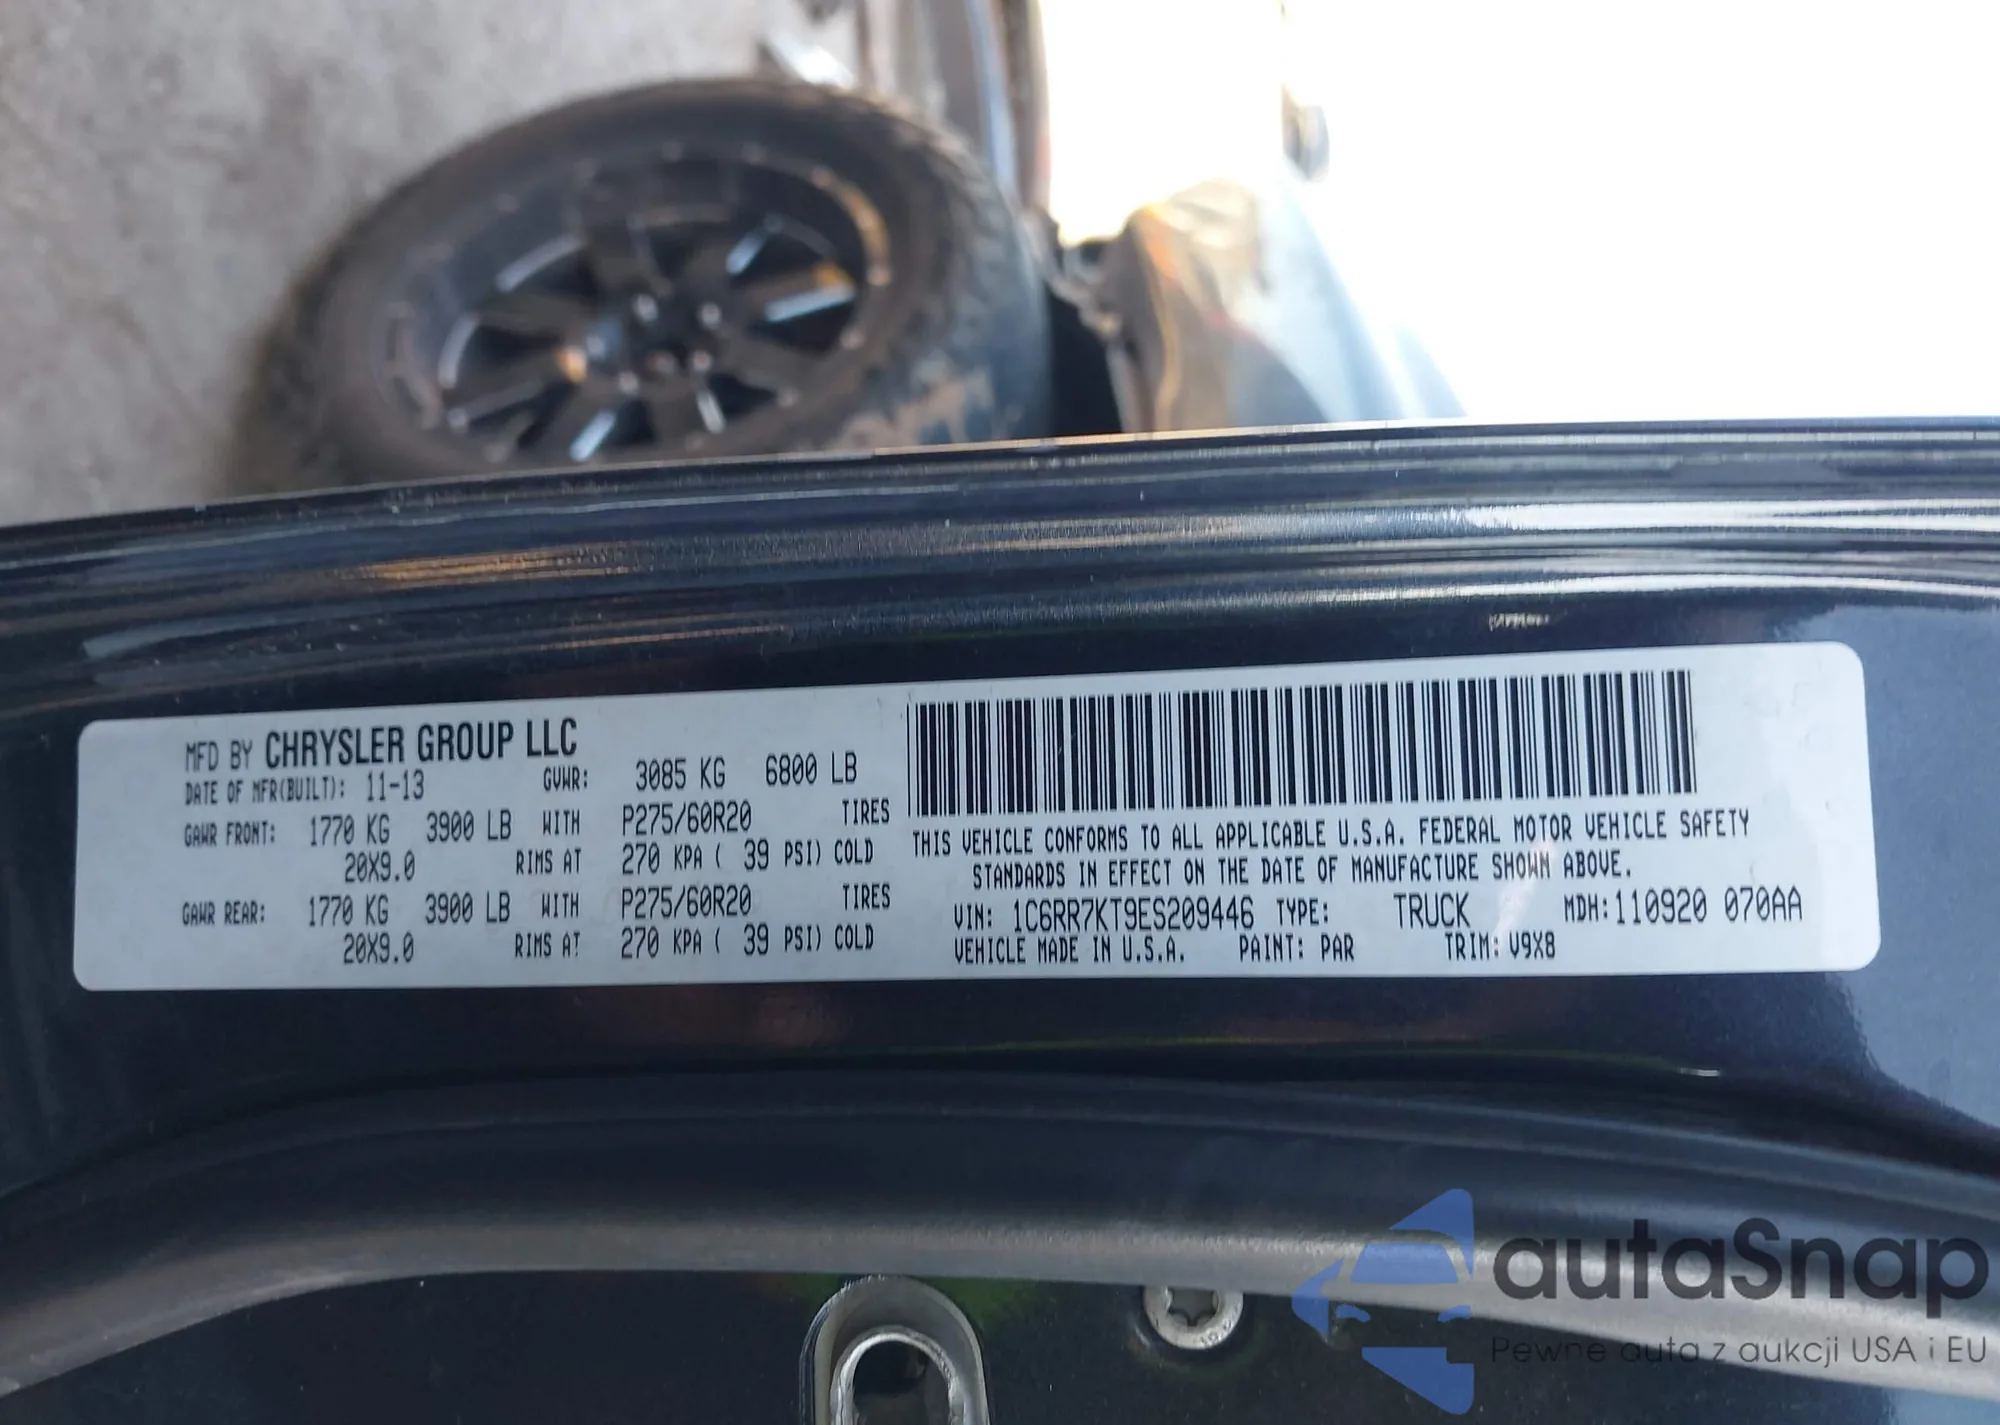 MFD BY CHRYSLER GROUP LLC
DATE OF MFR(BUILT): 11-13 GVWR: 3085 KG 6800 LB
GAWR FRONT: 1770 KG 3900 LB WITH P275/60R20 TIRES
20X9.0 RIMS AT 270 KPA ( 39 PSI) COLD
GAWR REAR: 1770 KG 3900 LB WITH P275/60R20 TIRES
20X9.0 RIMS AT 270 KPA ( 39 PSI) COLD
THIS VEHICLE CONFORMS TO ALL APPLICABLE U.S.A. FEDERAL MOTOR VEHICLE SAFETY
STANDARDS IN EFFECT ON THE DATE OF MANUFACTURE SHOWN ABOVE.
VIN: 1C6RR7KT9ES209446 TYPE: TRUCK MDH: 110920 070AA
VEHICLE MADE IN U.S.A. PAINT: PAR TRIM: V9X8
autaSnap
Pewne auta z aukcji USA i EU